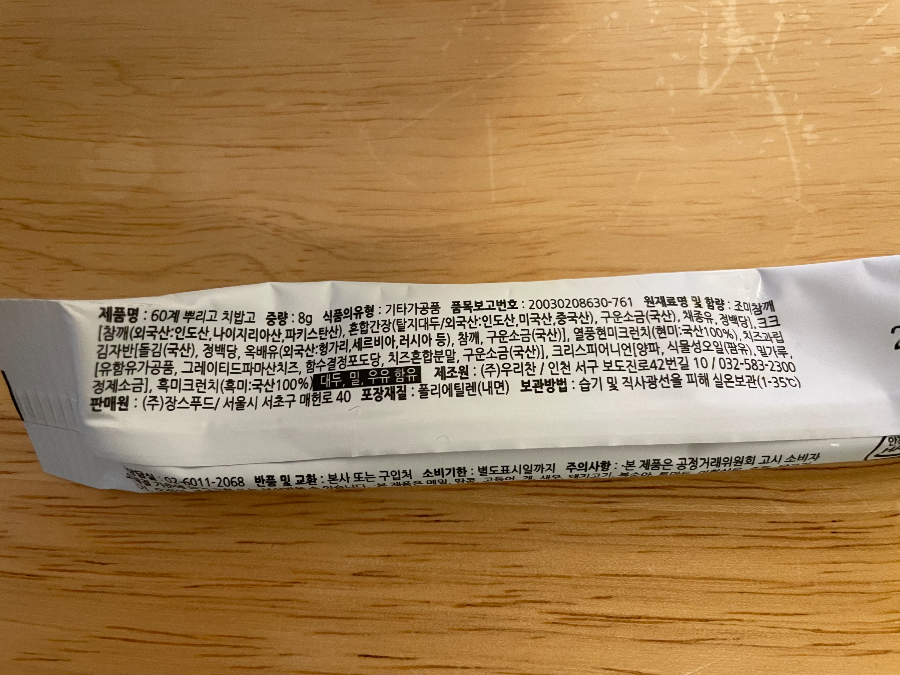 제품명 : 60계 뿌리고 치밥고 중량 : 8g 식품의유형 : 기타가공품 품목보고번호 : 20030208630-761 원재료명 및 함량 : 조미참깨
[참깨(외국산:인도산,나이지리아산,파키스탄산), 혼합간장(탈지대두/외국산:인도산,미국산,중국산), 구운소금(국산), 채종유, 정백당], 크크
김자반[돌김(국산), 정백당, 옥배유(외국산:헝가리,세르비아,러시아 등), 참깨, 구운소금(국산)], 열풍현미크런치(현미:국산100%), 치즈과립
[유함유가공품, 그레이티드파마산치즈, 함수결정포도당, 치즈혼합분말, 구운소금(국산)], 크리스피어니언[양파, 식물성오일(팜유), 밀가루,
정제소금], 흑미크런치(흑미:국산100%) 대두, 밀, 우유 함유 제조원 : (주)우리찬 / 인천 서구 보도진로42번길 10 / 032-583-2300
판매원 : (주)장스푸드/ 서울시 서초구 매헌로 40 포장재질 : 폴리에틸렌(내면) 보관방법 : 습기 및 직사광선을 피해 실온보관(1-35℃)
02-6011-2068 반품 및 교환 : 본사 또는 구입처 소비기한 : 별도표시일까지 주의사항 : ·본 제품은 공정거래위원회 고시 소비자